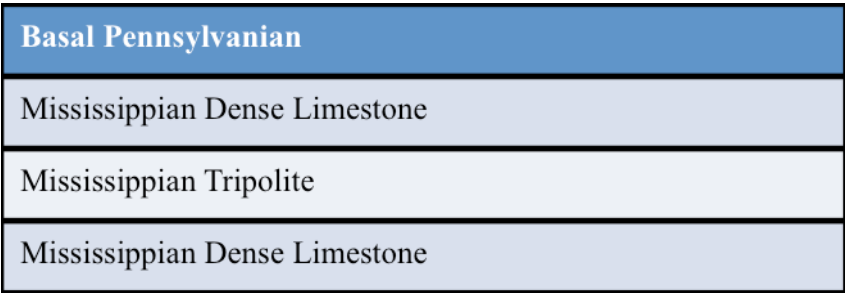 Basal Pennsylvanian
Mississippian Dense Limestone
Mississippian Tripolite
Mississippian Dense Limestone